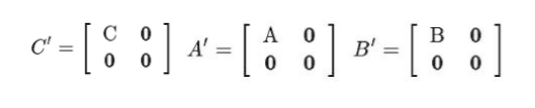 C′ = [ C 0 0 0 ] A′ = [ A 0 0 0 ] B′ = [ B 0 0 0 ]